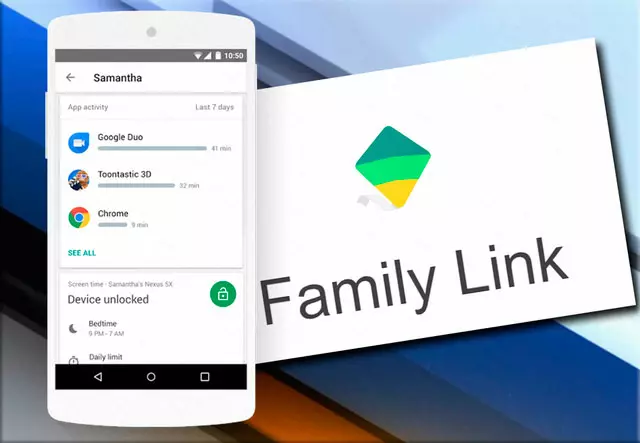 10:50
Samantha
App activity Last 7 days
Google Duo
41 min
Toontastic 3D
32 min
Chrome
9 min
SEE ALL
Screen time · Samantha's Nexus 5X
Device unlocked
Bedtime
9 PM – 7 AM
Daily limit
Family Link